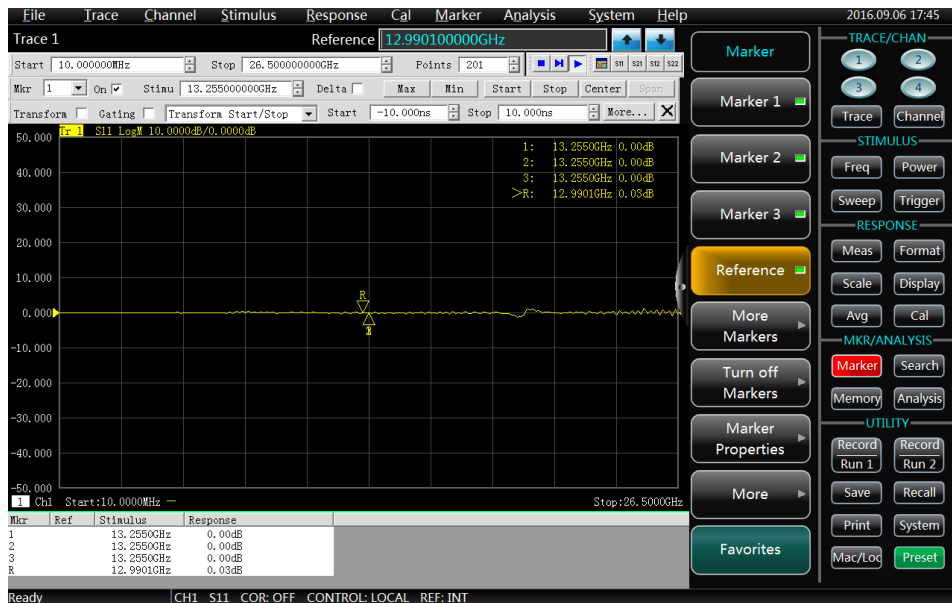 File Trace Channel Stimulus Response Cal Marker Analysis System Help 2016.09.06 17:45
Trace 1 Reference 12.990100000GHz
Start 10.000000MHz Stop 26.500000000GHz Points 201 S11 S21 S12 S22
Mkr 1 On Stimu 13.255000000GHz Delta Max Min Start Stop Center Span
Transform Gating Transform Start/Stop Start -10.000ns Stop 10.000ns More...
Tr 1 S11 LogM 10.0000dB/0.0000dB
50.000
40.000
30.000
20.000
10.000
0.000
-10.000
-20.000
-30.000
-40.000
-50.000
1: 13.2550GHz 0.00dB
2: 13.2550GHz 0.00dB
3: 13.2550GHz 0.00dB
>R: 12.9901GHz 0.03dB
R
1 Ch1 Start:10.0000MHz Stop:26.5000GHz
Mkr Ref Stimulus Response
1 13.2550GHz 0.00dB
2 13.2550GHz 0.00dB
3 13.2550GHz 0.00dB
R 12.9901GHz 0.03dB
Ready CH1 S11 COR: OFF CONTROL: LOCAL REF: INT
Marker
Marker 1
Marker 2
Marker 3
Reference
More
Markers
Turn off
Markers
Marker
Properties
More
Favorites
TRACE/CHAN
1 2
3 4
Trace Channel
STIMULUS
Freq Power
Sweep Trigger
RESPONSE
Meas Format
Scale Display
Avg Cal
MKR/ANALYSIS
Marker Search
Memory Analysis
UTILITY
Record Record
Run 1 Run 2
Save Recall
Print System
Mac/Loc Preset